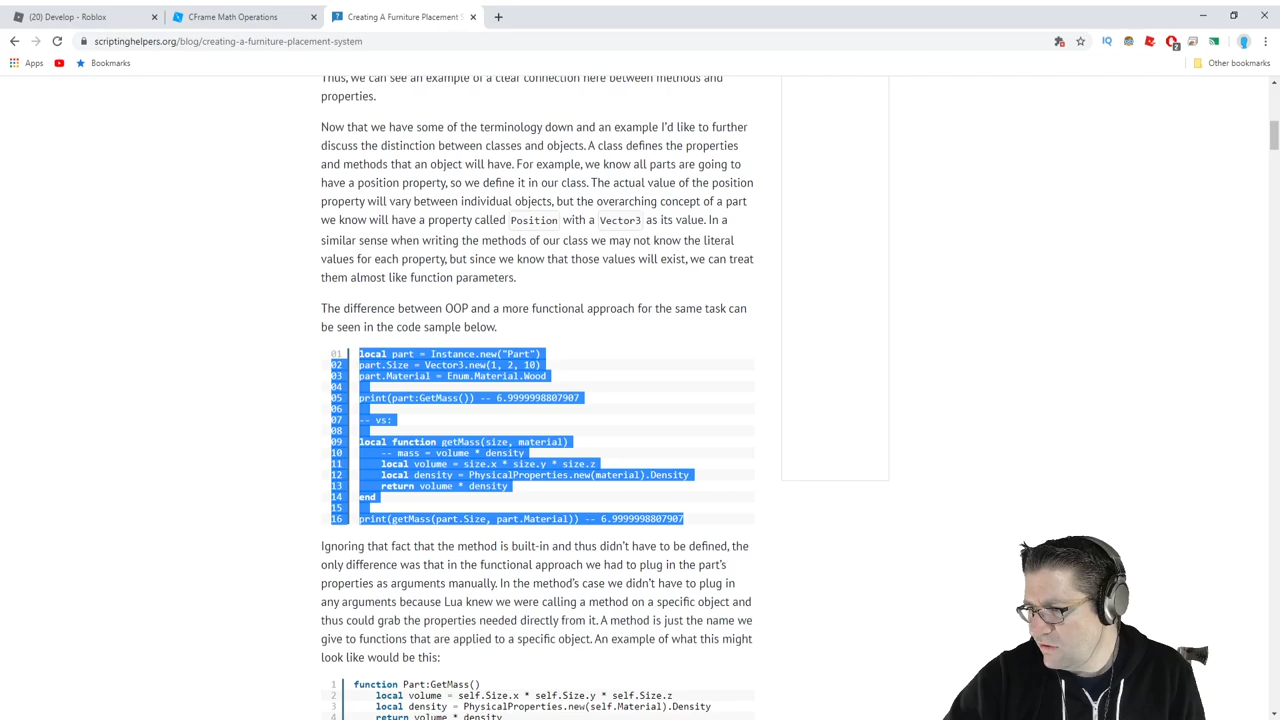 (20) Develop - Roblox
CFrame Math Operations
Creating A Furniture Placement S
scriptinghelpers.org/blog/creating-a-furniture-placement-system
Apps
Bookmarks
Other bookmarks
Thus, we can see an example of a clear connection here between methods and
properties.
Now that we have some of the terminology down and an example I'd like to further
discuss the distinction between classes and objects. A class defines the properties
and methods that an object will have. For example, we know all parts are going to
have a position property, so we define it in our class. The actual value of the position
property will vary between individual objects, but the overarching concept of a part
we know will have a property called Position with a Vector3 as its value. In a
similar sense when writing the methods of our class we may not know the literal
values for each property, but since we know that those values will exist, we can treat
them almost like function parameters.
The difference between OOP and a more functional approach for the same task can
be seen in the code sample below.
01 local part = Instance.new("Part")
02 part.Size = Vector3.new(1, 2, 10)
03 part.Material = Enum.Material.Wood
04
05 print(part:GetMass()) -- 6.9999998807907
06
07 -- vs:
08
09 local function getMass(size, material)
10 -- mass = volume * density
11 local volume = size.x * size.y * size.z
12 local density = PhysicalProperties.new(material).Density
13 return volume * density
14 end
15
16 print(getMass(part.Size, part.Material)) -- 6.9999998807907
Ignoring that fact that the method is built-in and thus didn't have to be defined, the
only difference was that in the functional approach we had to plug in the part's
properties as arguments manually. In the method's case we didn't have to plug in
any arguments because Lua knew we were calling a method on a specific object and
thus could grab the properties needed directly from it. A method is just the name we
give to functions that are applied to a specific object. An example of what this might
look like would be this:
1 function Part:GetMass()
2 local volume = self.Size.x * self.Size.y * self.Size.z
3 local density = PhysicalProperties.new(self.Material).Density
4 return volume * density